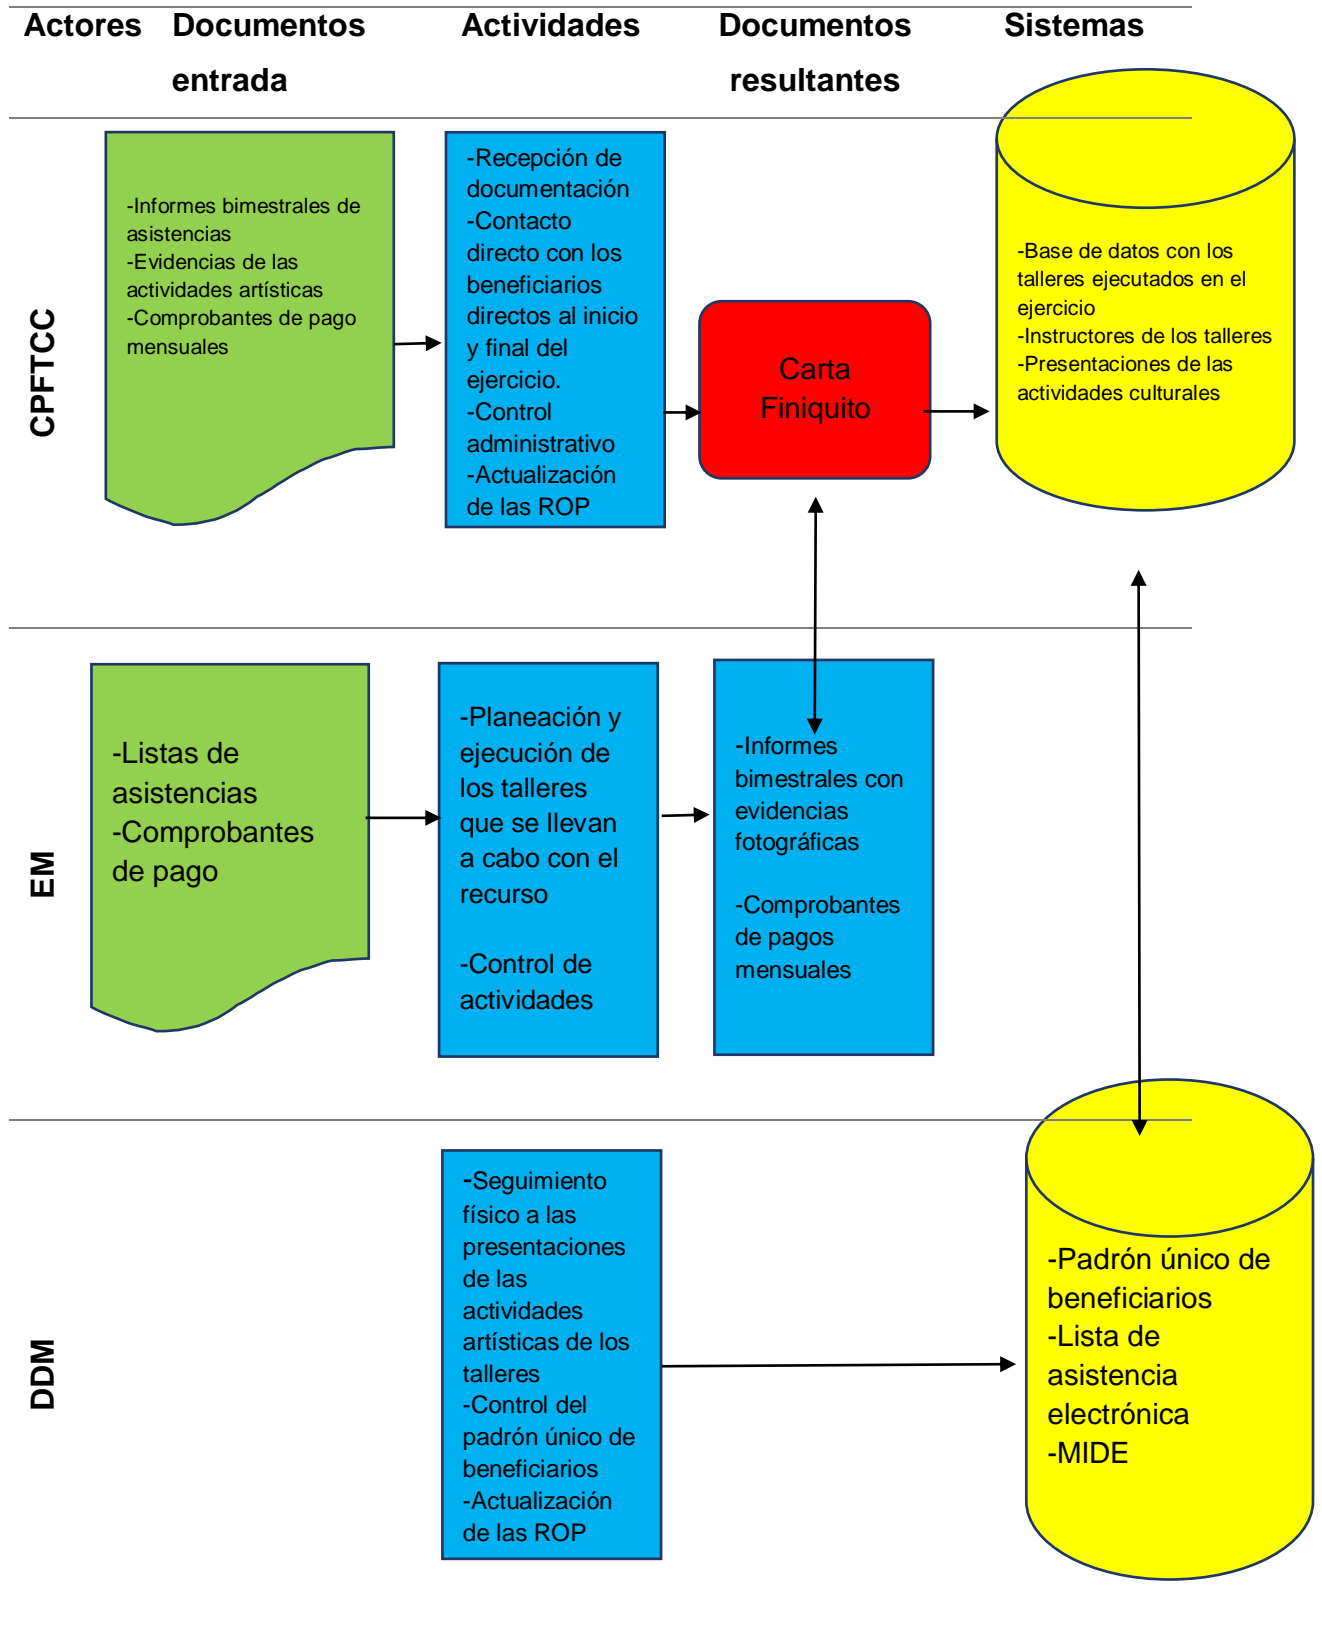 Actores
Documentos
entrada
Actividades
Documentos
resultantes
Sistemas
CPFTCC
-Informes bimestrales de
asistencias
-Evidencias de las
actividades artísticas
-Comprobantes de pago
mensuales
-Recepción de
documentación
-Contacto
directo con los
beneficiarios
directos al inicio
y final del
ejercicio.
-Control
administrativo
-Actualización
de las ROP
Carta
Finiquito
-Base de datos con los
talleres ejecutados en el
ejercicio
-Instructores de los talleres
-Presentaciones de las
actividades culturales
EM
-Listas de
asistencias
-Comprobantes
de pago
-Planeación y
ejecución de
los talleres
que se llevan
a cabo con el
recurso
-Control de
actividades
-Informes
bimestrales con
evidencias
fotográficas
-Comprobantes
de pagos
mensuales
DDM
-Seguimiento
físico a las
presentaciones
de las
actividades
artísticas de los
talleres
-Control del
padrón único de
beneficiarios
-Actualización
de las ROP
-Padrón único de
beneficiarios
-Lista de
asistencia
electrónica
-MIDE